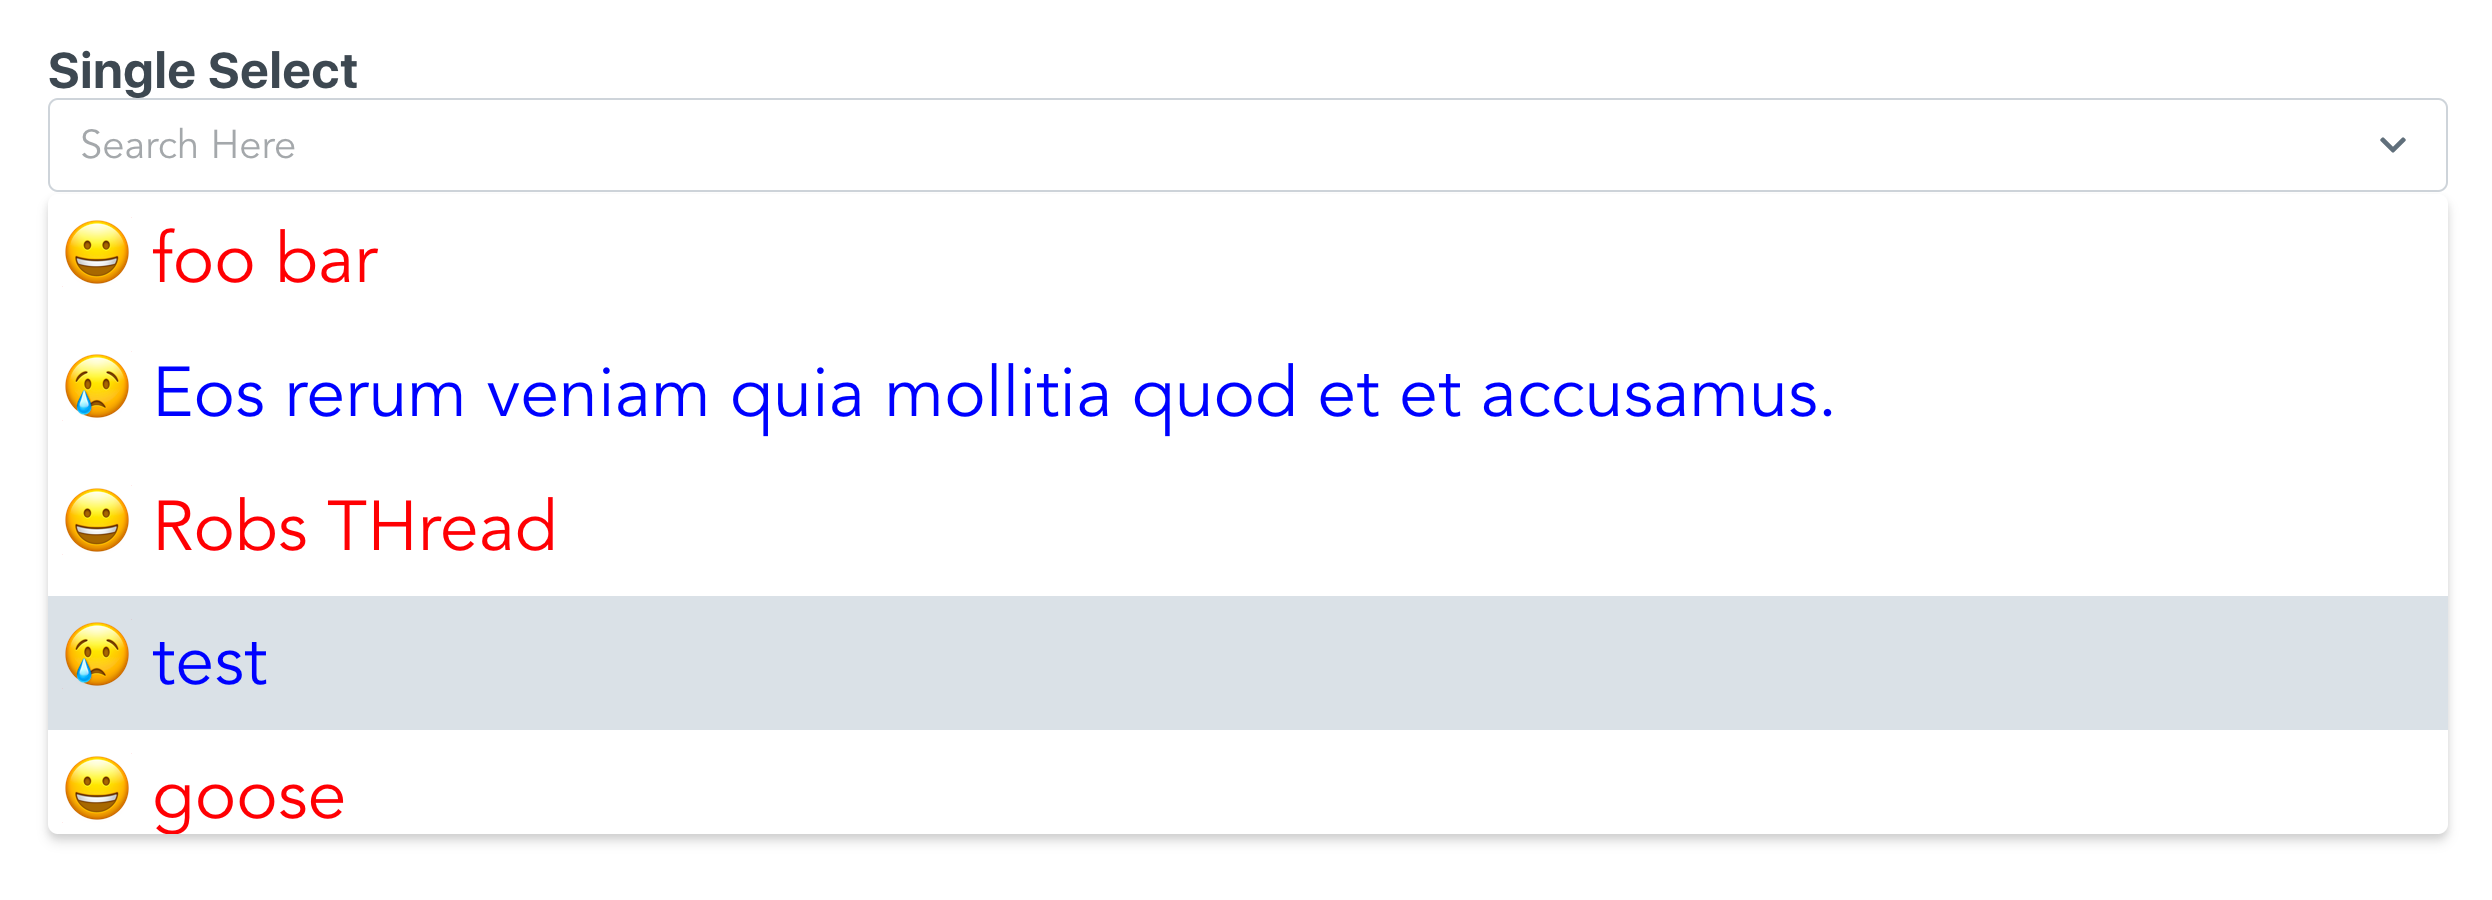 Single Select
Search Here
😀 foo bar
😢 Eos rerum veniam quia mollitia quod et et accusamus.
😀 Robs THread
😢 test
😀 goose